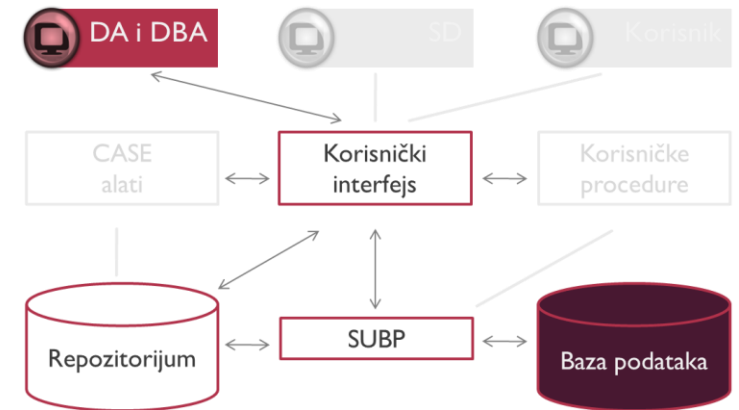 DA i DBA
SD
Korisnik
CASE
alati
Korisnički
interfejs
Korisničke
procedure
Repozitorijum
SUBP
Baza podataka